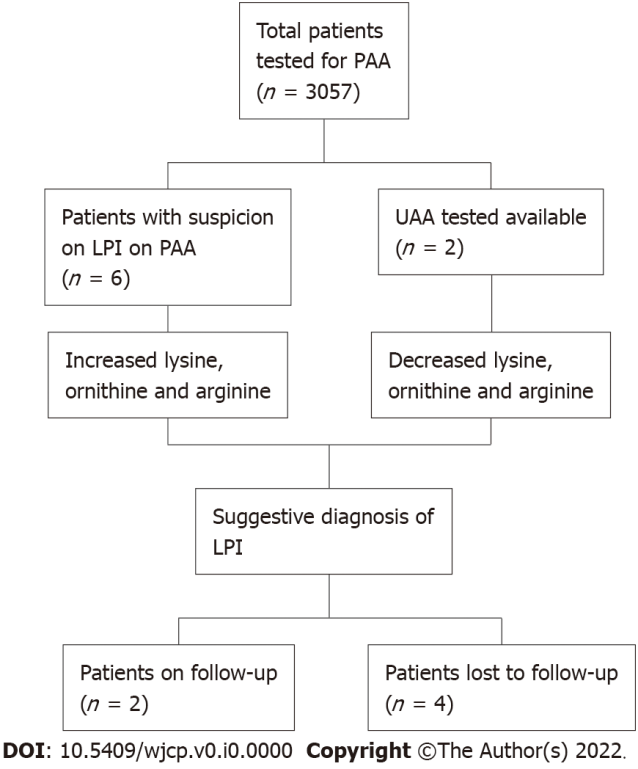 Total patients
tested for PAA
(n = 3057)
Patients with suspicion
on LPI on PAA
(n = 6)
UAA tested available
(n = 2)
Increased lysine,
ornithine and arginine
Decreased lysine,
ornithine and arginine
Suggestive diagnosis of
LPI
Patients on follow-up
(n = 2)
Patients lost to follow-up
(n = 4)
DOI: 10.5409/wjcp.v0.i0.0000 Copyright ©The Author(s) 2022.